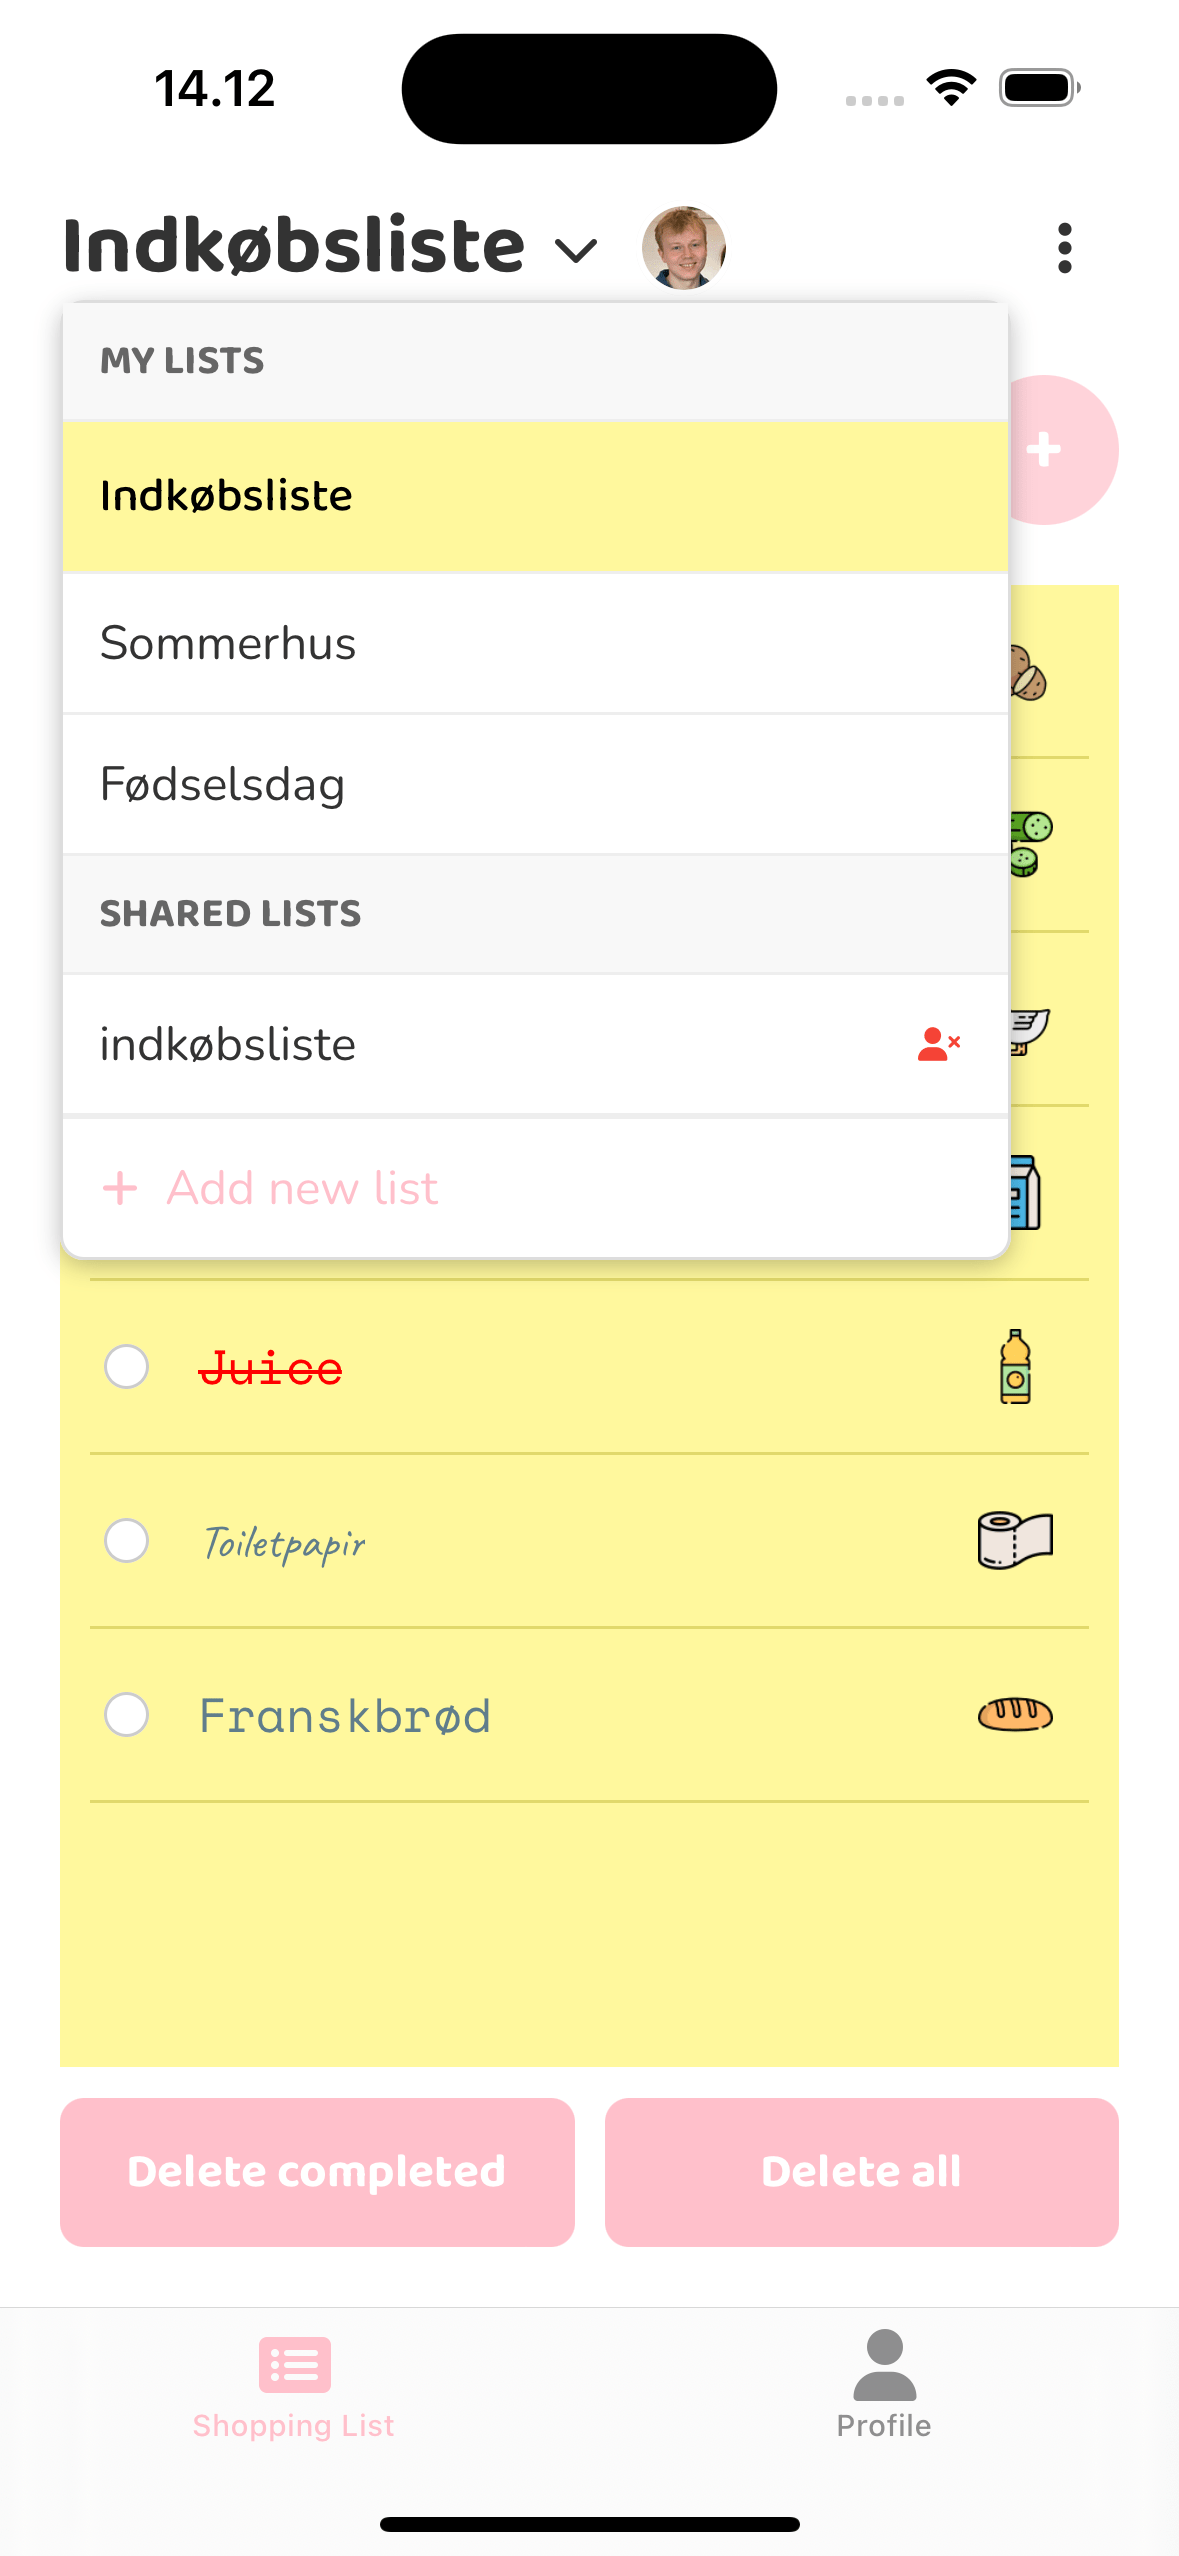 14.12
Indkøbsliste
MY LISTS
Indkøbsliste
Sommerhus
Fødselsdag
SHARED LISTS
indkøbsliste
Add new list
Juice
Toiletpapir
Franskbrød
Delete completed
Delete all
Shopping List
Profile